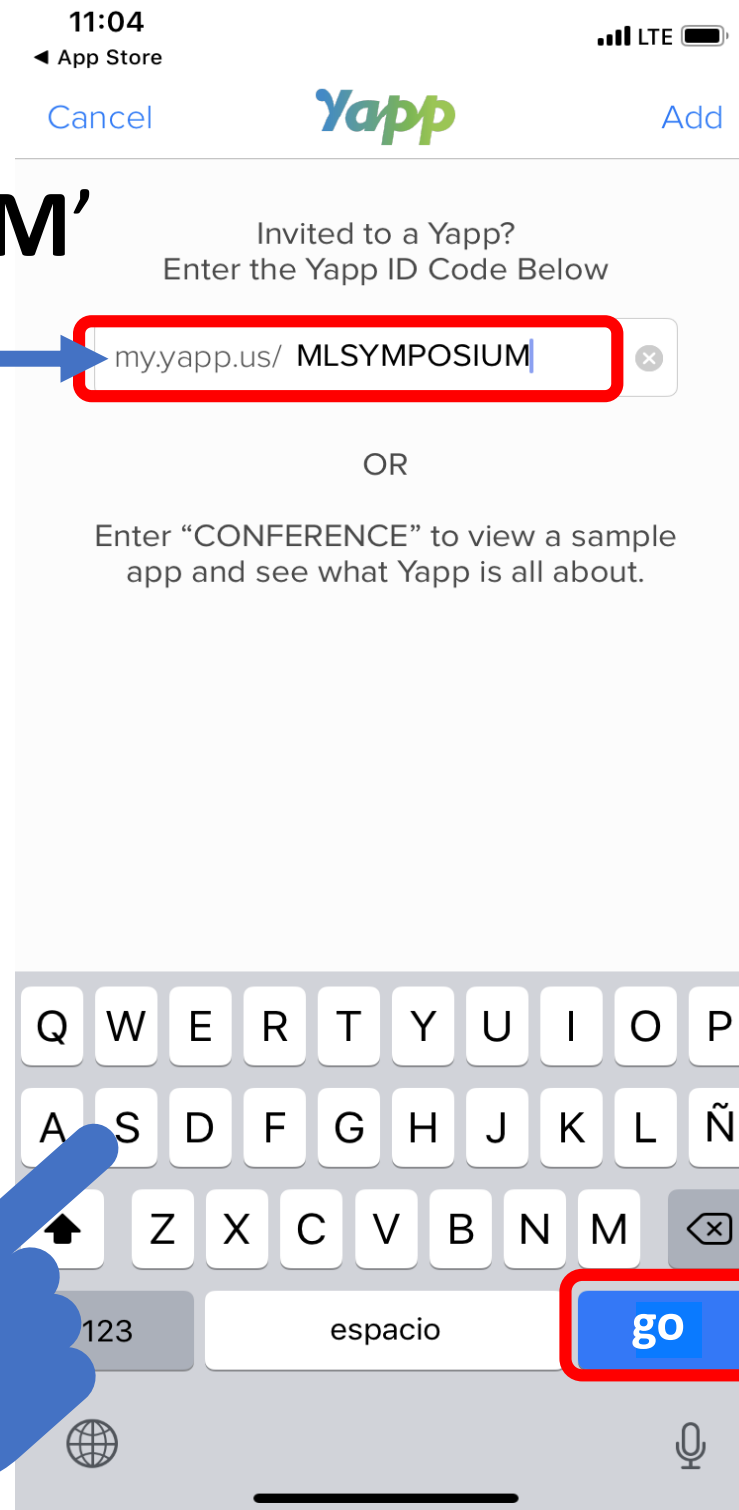 11:04
LTE
◀ App Store
Cancel Yapp Add
M’
Invited to a Yapp?
Enter the Yapp ID Code Below
my.yapp.us/ MLSYMPOSIUM
OR
Enter “CONFERENCE” to view a sample
app and see what Yapp is all about.
Q W E R T Y U I O P
A S D F G H J K L Ñ
Z X C V B N M
123 espacio go